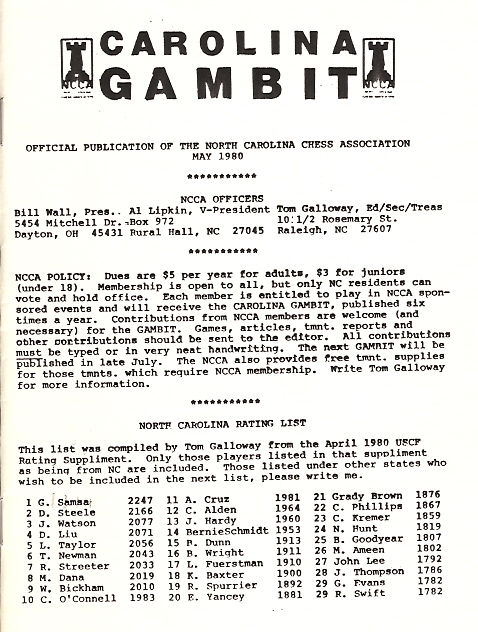 CAROLINA
GAMBIT
NCCA
NCCA
OFFICIAL PUBLICATION OF THE NORTH CAROLINA CHESS ASSOCIATION
MAY 1980
***********
NCCA OFFICERS
Bill Wall, Pres.. Al Lipkin, V-President Tom Galloway, Ed/Sec/Treas
5454 Mitchell Dr. Box 972 10 1/2 Rosemary St.
Dayton, OH 45431 Rural Hall, NC 27045 Raleigh, NC 27607
***********
NCCA POLICY: Dues are $5 per year for adults, $3 for juniors
(under 18). Membership is open to all, but only NC residents can
vote and hold office. Each member is entitled to play in NCCA spon-
sored events and will receive the CAROLINA GAMBIT, published six
times a year. Contributions from NCCA members are welcome (and
necessary) for the GAMBIT. Games, articles, tmnt. reports and
other contributions should be sent to the editor. All contributions
must be typed or in very neat handwriting. The next GAMBIT will be
published in late July. The NCCA also provides free tmnt. supplies
for those tmnts. which require NCCA membership. Write Tom Galloway
for more information.
***********
NORTH CAROLINA RATING LIST
This list was compiled by Tom Galloway from the April 1980 USCF
Rating Suppliment. Only those players listed in that suppliment
as being from NC are included. Those listed under other states who
wish to be included in the next list, please write me.
1 G. Samsa 2247 11 A. Cruz 1981 21 Grady Brown 1876
2 D. Steele 2166 12 C. Alden 1964 22 C. Phillips 1867
3 J. Watson 2077 13 J. Hardy 1960 23 C. Kremer 1859
4 D. Liu 2071 14 BernieSchmidt 1953 24 N. Hunt 1819
5 L. Taylor 2056 15 B. Dunn 1913 25 B. Goodyear 1807
6 T. Newman 2043 16 B. Wright 1911 26 M. Ameen 1802
7 R. Streeter 2033 17 L. Fuerstman 1910 27 John Lee 1792
8 M. Dana 2019 18 K. Baxter 1900 28 J. Thompson 1786
9 W. Bickham 2010 19 R. Spurrier 1892 29 G. Evans 1782
10 C. O'Connell 1983 20 E. Yancey 1881 29 R. Swift 1782